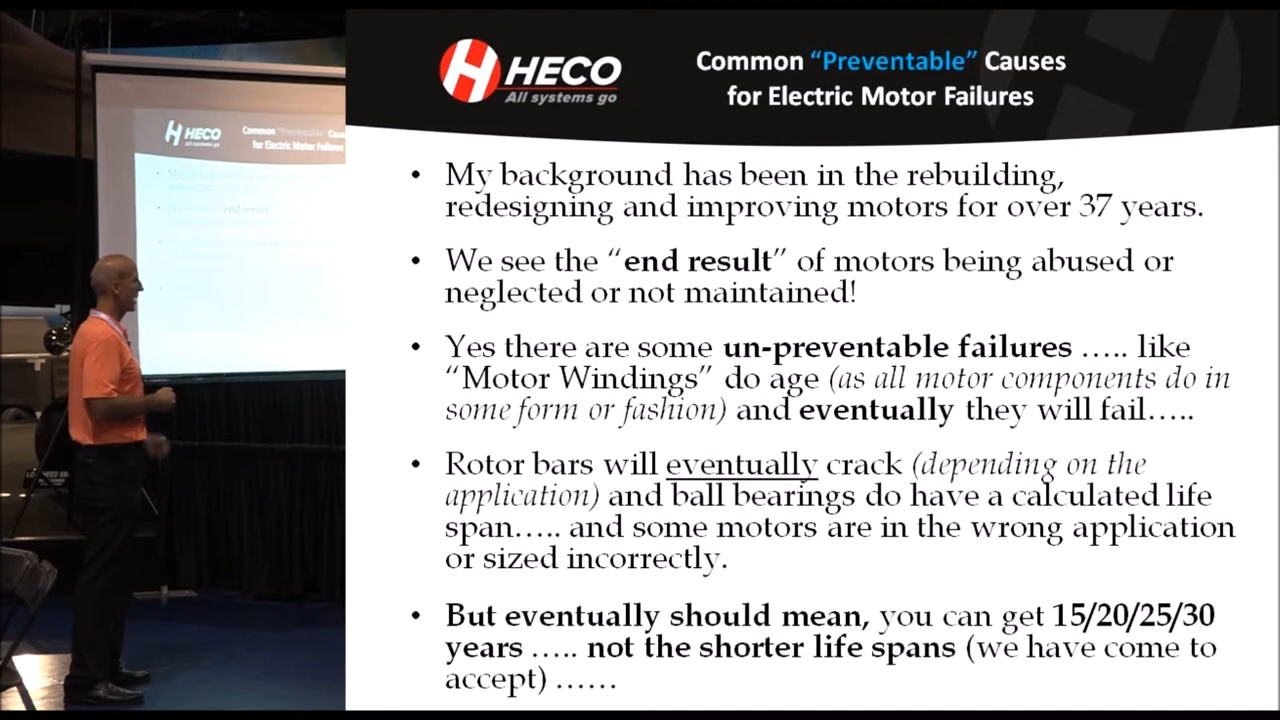 HECO
All systems go
Common “Preventable” Causes
for Electric Motor Failures
• My background has been in the rebuilding,
redesigning and improving motors for over 37 years.
• We see the “end result” of motors being abused or
neglected or not maintained!
• Yes there are some un-preventable failures ….. like
“Motor Windings” do age (as all motor components do in
some form or fashion) and eventually they will fail…..
• Rotor bars will eventually crack (depending on the
application) and ball bearings do have a calculated life
span….. and some motors are in the wrong application
or sized incorrectly.
• But eventually should mean, you can get 15/20/25/30
years ….. not the shorter life spans (we have come to
accept) ……
HECO
All systems go
Common "Preventable" Caus
for Electric Motor Failures
end result